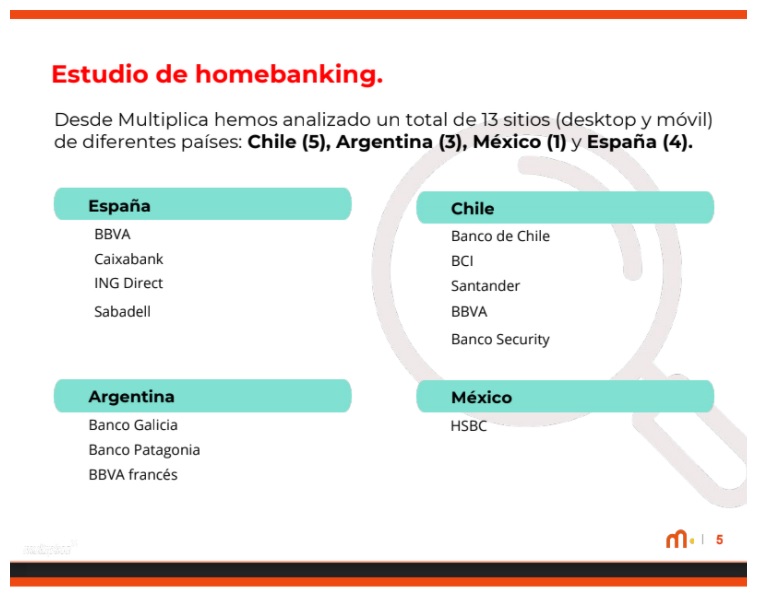 Estudio de homebanking.
Desde Multiplica hemos analizado un total de 13 sitios (desktop y móvil)
de diferentes países: Chile (5), Argentina (3), México (1) y España (4).
España
BBVA
Caixabank
ING Direct
Sabadell
Chile
Banco de Chile
BCI
Santander
BBVA
Banco Security
Argentina
Banco Galicia
Banco Patagonia
BBVA francés
México
HSBC
m
5